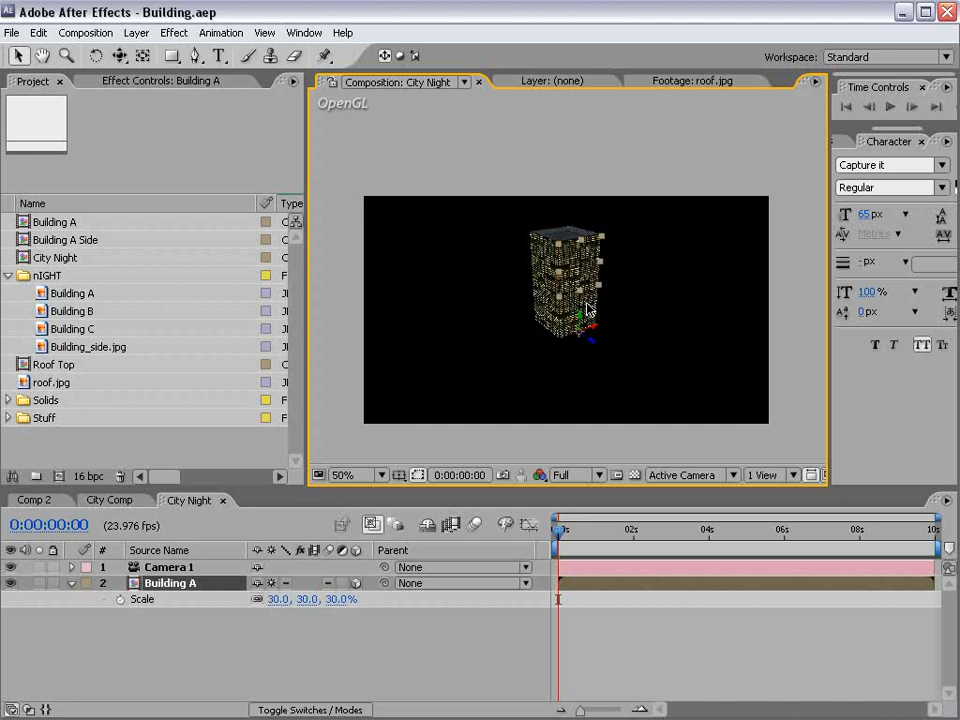 Adobe After Effects - Building.aep
File Edit Composition Layer Effect Animation View Window Help
Workspace: Standard
Project Effect Controls: Building A
Composition: City Night
Layer: (none)
Footage: roof.jpg
Time Controls
OpenGL
Character
Capture it
Regular
65 px
Metrics
- px
100 %
0 px
T T TT Tr
Name Type
Building A
Building A Side
City Night
nIGHT
Building A
Building B
Building C
Building_side.jpg
Roof Top
roof.jpg
Solids
Stuff
16 bpc
50% 0:00:00:00 Full Active Camera 1 View
Comp 2 City Comp City Night
0:00:00:00 (23.976 fps)
02s 04s 06s 08s 10s
# Source Name Parent
1 Camera 1 None
2 Building A None
Scale 30.0, 30.0, 30.0%
Toggle Switches / Modes